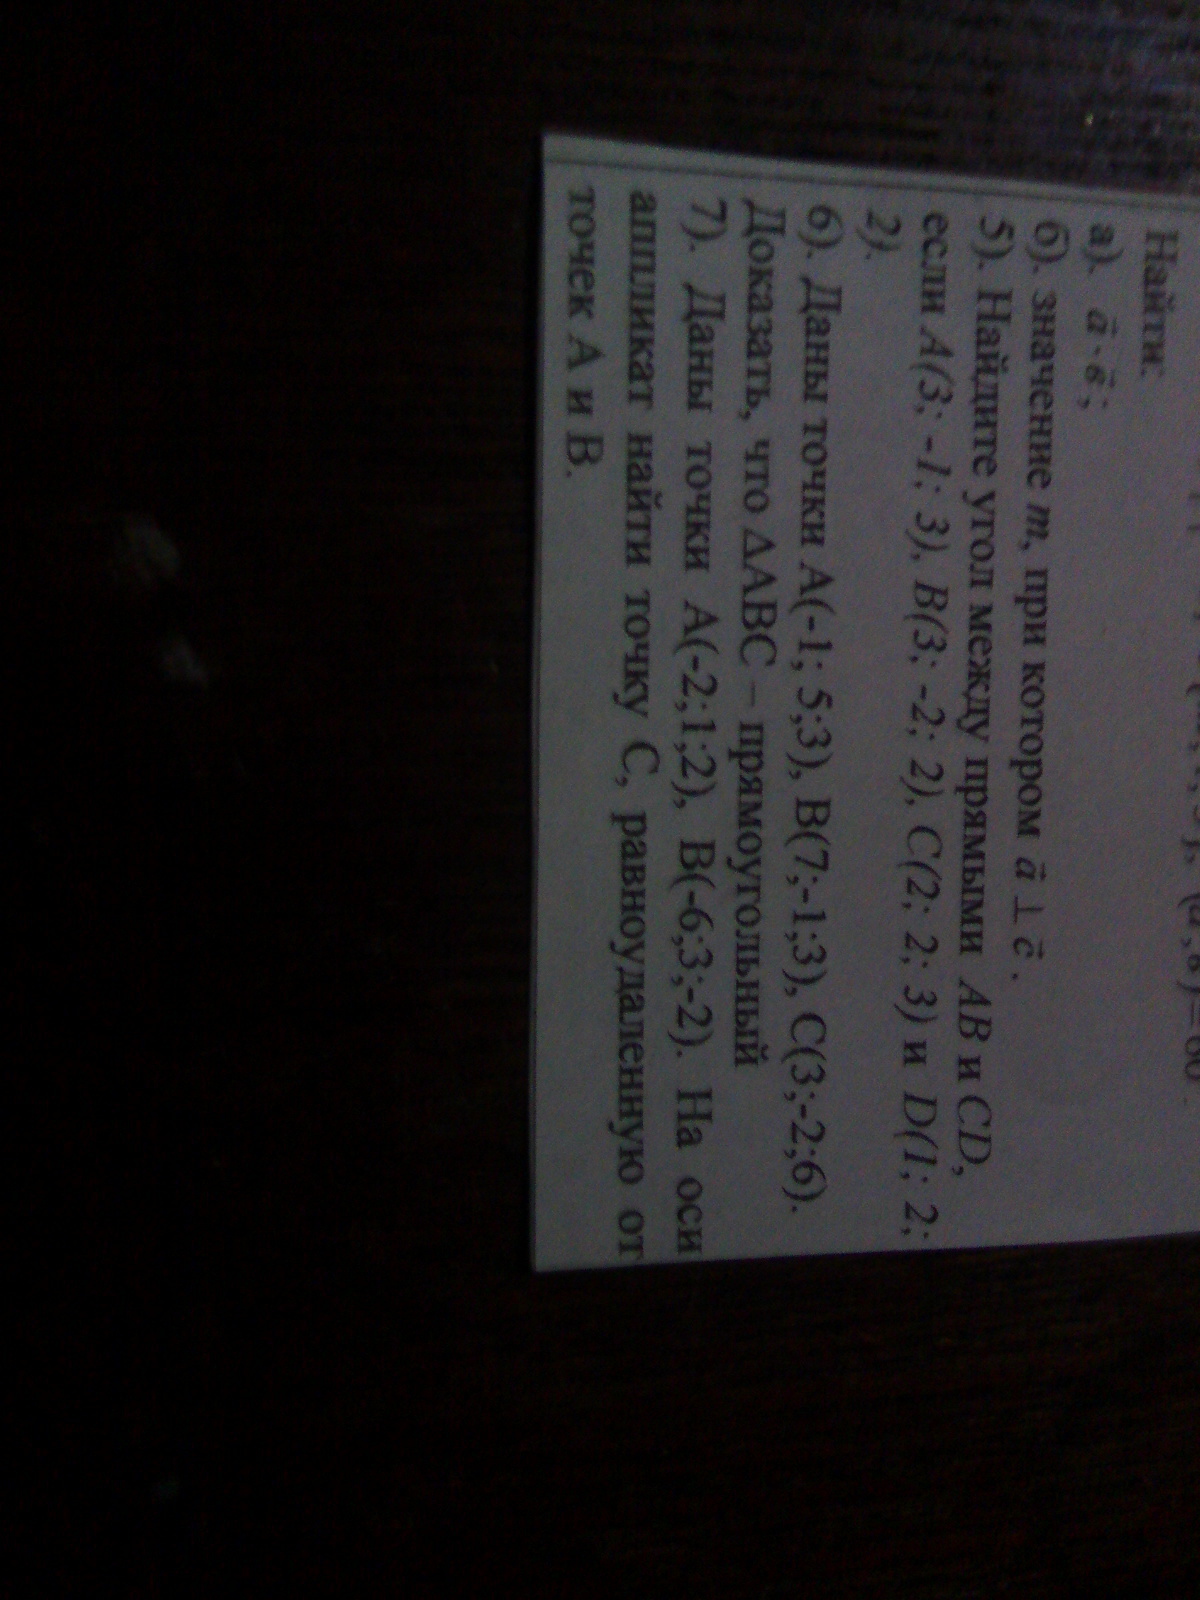 Найти:
а). a⃗·в⃗;
б). значение m, при котором a⃗ ⊥ c⃗.
5). Найдите угол между прямыми AB и CD,
если A(3; -1; 3), B(3; -2; 2), C(2; 2; 3) и D(1; 2;
2).
6). Даны точки А(-1; 5;3), В(7;-1;3), С(3;-2;6).
Доказать, что ΔАВС – прямоугольный
7). Даны точки А(-2;1;2), В(-6;3;-2). На оси
аппликат найти точку С, равноудаленную от
точек А и В.